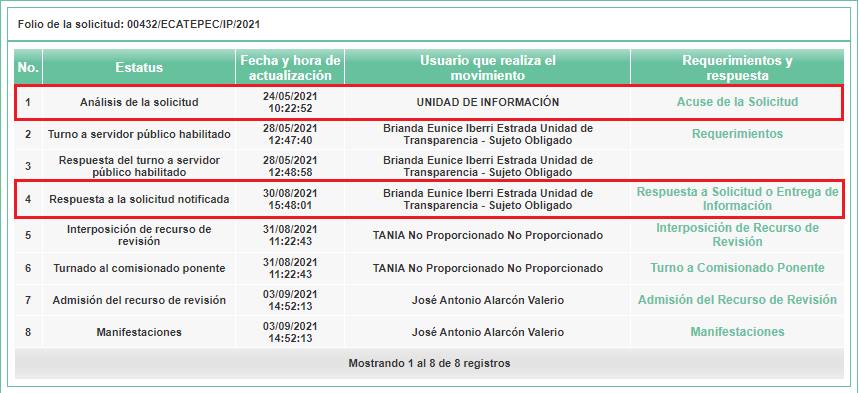 Folio de la solicitud: 00432/ECATEPEC/IP/2021
No. Estatus Fecha y hora de actualización Usuario que realiza el movimiento Requerimientos y respuesta
1 Análisis de la solicitud 24/05/2021 10:22:52 UNIDAD DE INFORMACIÓN Acuse de la Solicitud
2 Turno a servidor público habilitado 28/05/2021 12:47:40 Brianda Eunice Iberri Estrada Unidad de Transparencia - Sujeto Obligado Requerimientos
3 Respuesta del turno a servidor público habilitado 28/05/2021 12:48:58 Brianda Eunice Iberri Estrada Unidad de Transparencia - Sujeto Obligado
4 Respuesta a la solicitud notificada 30/08/2021 15:48:01 Brianda Eunice Iberri Estrada Unidad de Transparencia - Sujeto Obligado Respuesta a Solicitud o Entrega de Información
5 Interposición de recurso de revisión 31/08/2021 11:22:43 TANIA No Proporcionado No Proporcionado Interposición de Recurso de Revisión
6 Turnado al comisionado ponente 31/08/2021 11:22:43 TANIA No Proporcionado No Proporcionado Turno a Comisionado Ponente
7 Admisión del recurso de revisión 03/09/2021 14:52:13 José Antonio Alarcón Valerio Admisión del Recurso de Revisión
8 Manifestaciones 03/09/2021 14:52:13 José Antonio Alarcón Valerio Manifestaciones
Mostrando 1 al 8 de 8 registros